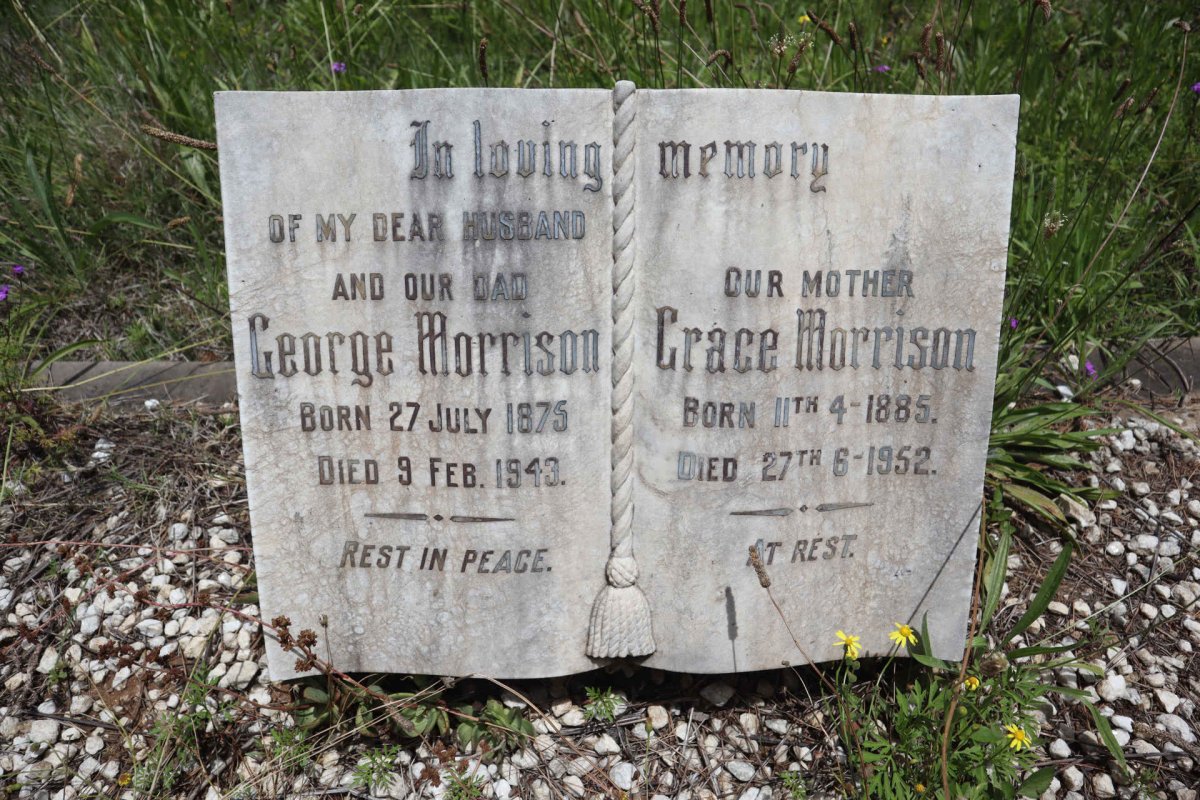 In loving memory
OF MY DEAR HUSBAND
AND OUR DAD
George Morrison
BORN 27 JULY 1875
DIED 9 FEB. 1943.
REST IN PEACE.
OUR MOTHER
Grace Morrison
BORN 11TH 4-1885.
DIED 27TH 6-1952.
AT REST.